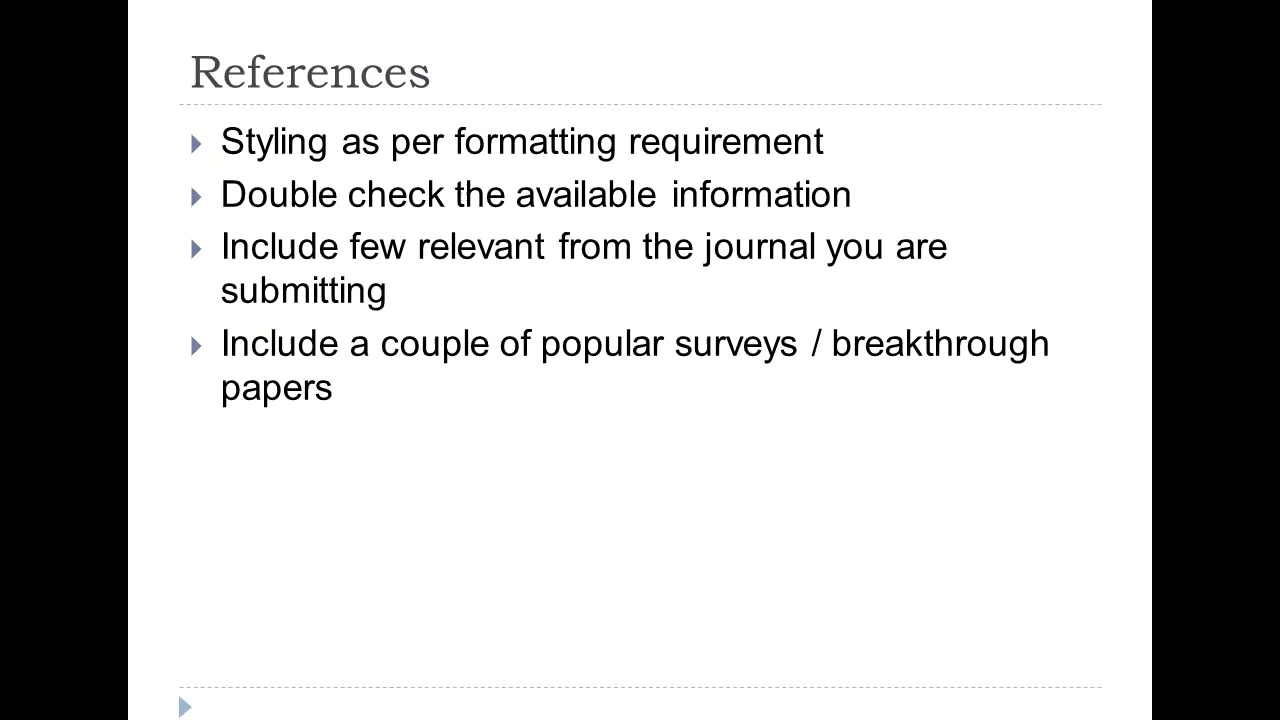 References
Styling as per formatting requirement
Double check the available information
Include few relevant from the journal you are
submitting
Include a couple of popular surveys / breakthrough
papers